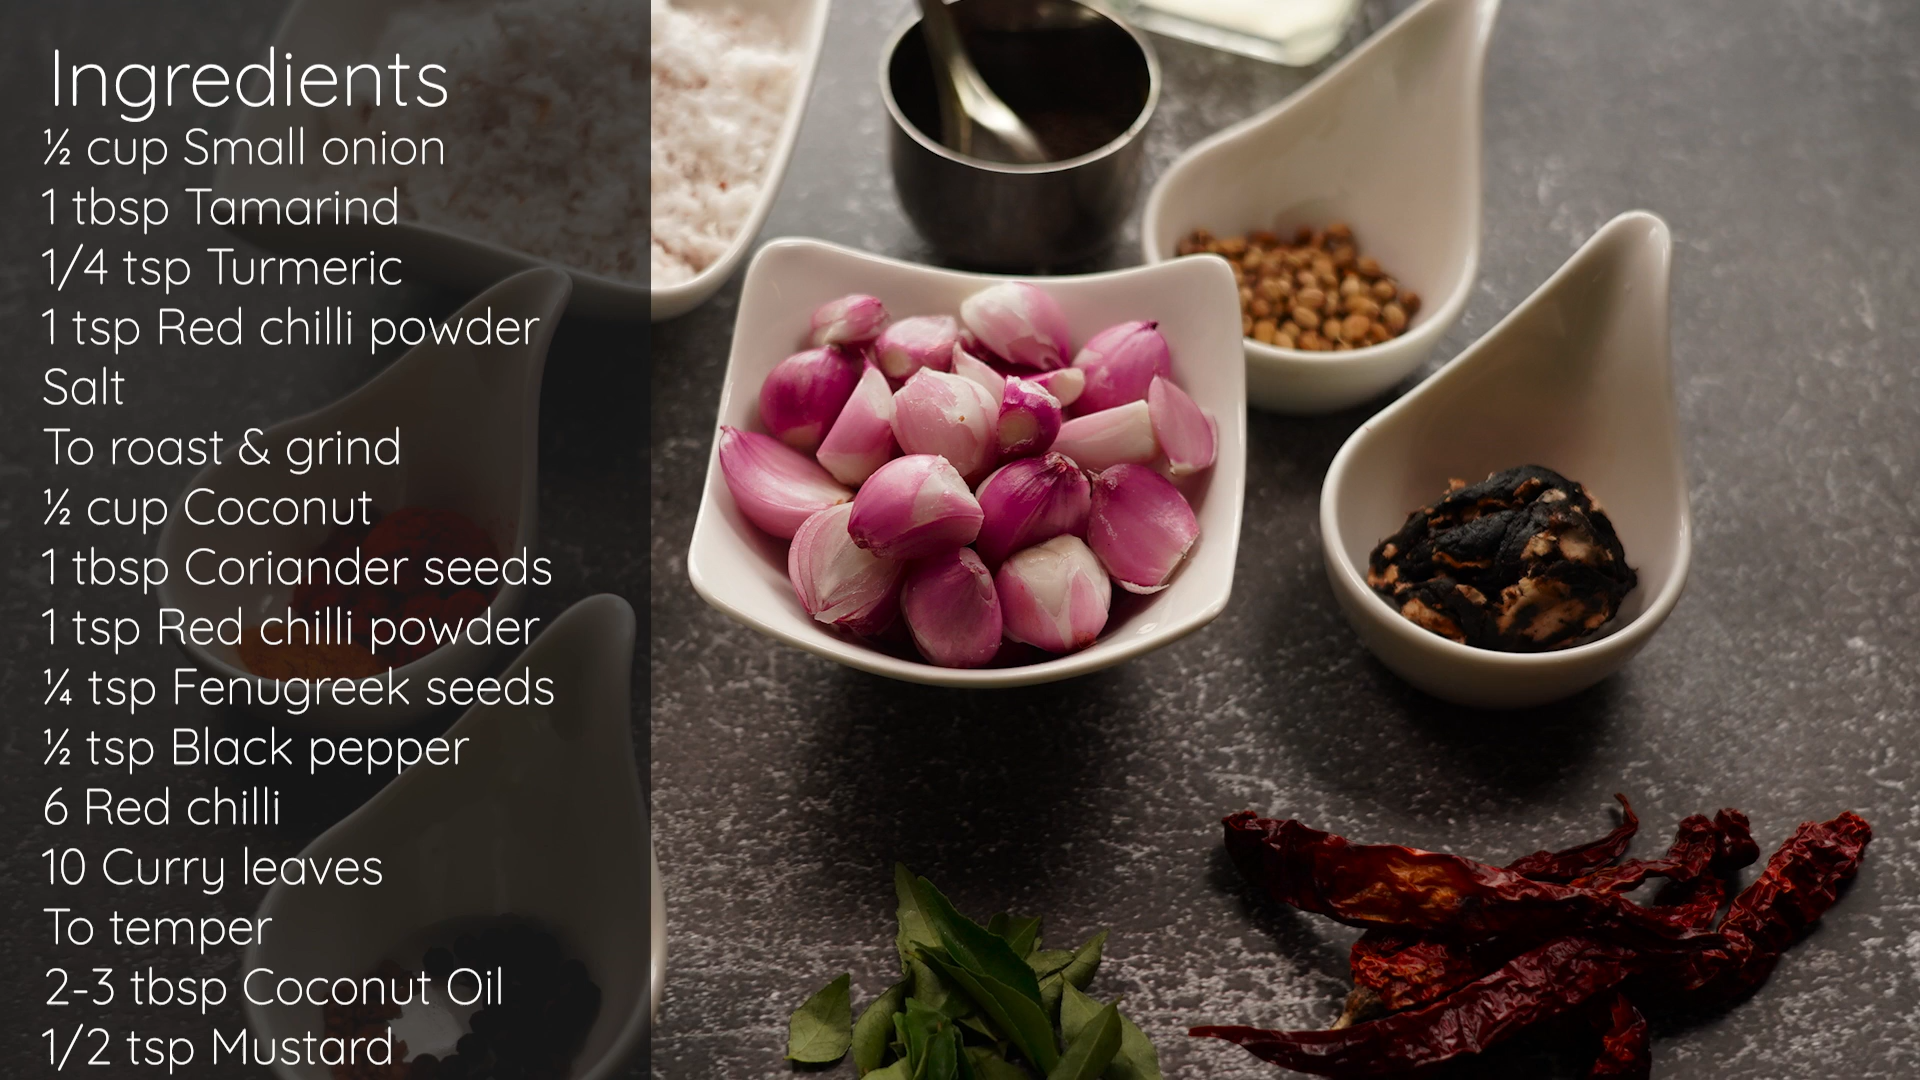 Ingredients
½ cup Small onion
1 tbsp Tamarind
1/4 tsp Turmeric
1 tsp Red chilli powder
Salt
To roast & grind
½ cup Coconut
1 tbsp Coriander seeds
1 tsp Red chilli powder
¼ tsp Fenugreek seeds
½ tsp Black pepper
6 Red chilli
10 Curry leaves
To temper
2-3 tbsp Coconut Oil
1/2 tsp Mustard